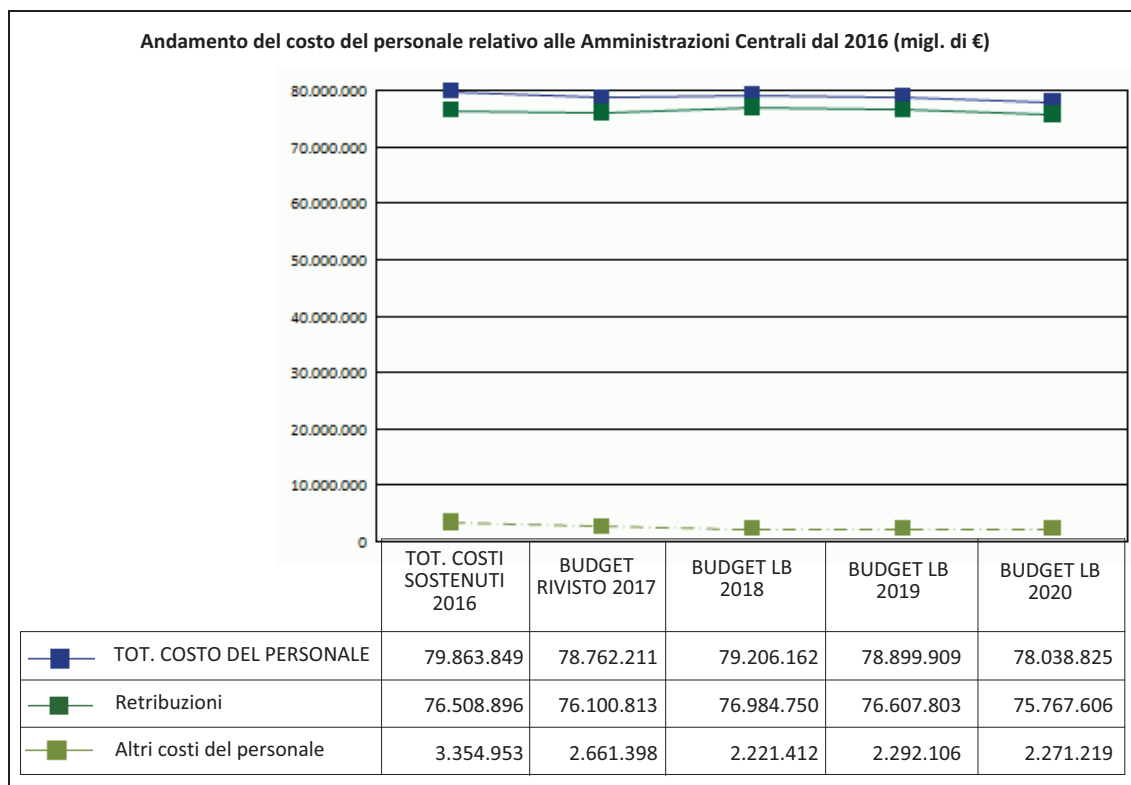 Andamento del costo del personale relativo alle Amministrazioni Centrali dal 2016 (migl. di €)
80.000.000
70.000.000
60.000.000
50.000.000
40.000.000
30.000.000
20.000.000
10.000.000
0
TOT. COSTI SOSTENUTI 2016 BUDGET RIVISTO 2017 BUDGET LB 2018 BUDGET LB 2019 BUDGET LB 2020
TOT. COSTO DEL PERSONALE 79.863.849 78.762.211 79.206.162 78.899.909 78.038.825
Retribuzioni 76.508.896 76.100.813 76.984.750 76.607.803 75.767.606
Altri costi del personale 3.354.953 2.661.398 2.221.412 2.292.106 2.271.219